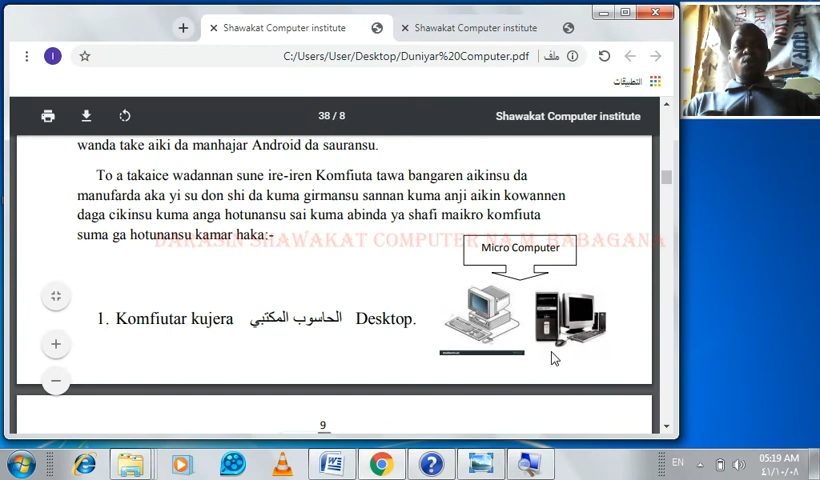 Shawakat Computer institute
Shawakat Computer institute
C:/Users/User/Desktop/Duniyar%20Computer.pdf
ملف
التطبيقات
38 / 8
Shawakat Computer institute
wanda take aiki da manhajar Android da sauransu.
To a takaice wadannan sune ire-iren Komfiuta tawa bangaren aikinsu da
manufarda aka yi su don shi da kuma girmansu sannan kuma anji aikin kowannen
daga cikinsu kuma anga hotunansu sai kuma abinda ya shafi maikro komfiuta
suma ga hotunansu kamar haka:-
DARASIN SHAWAKAT COMPUTER NA M. BABAGANA
Micro Computer
1. Komfiutar kujera الحاسوب المكتبي Desktop.
9
EN
05:19 AM
٤١/١٠/٠٨